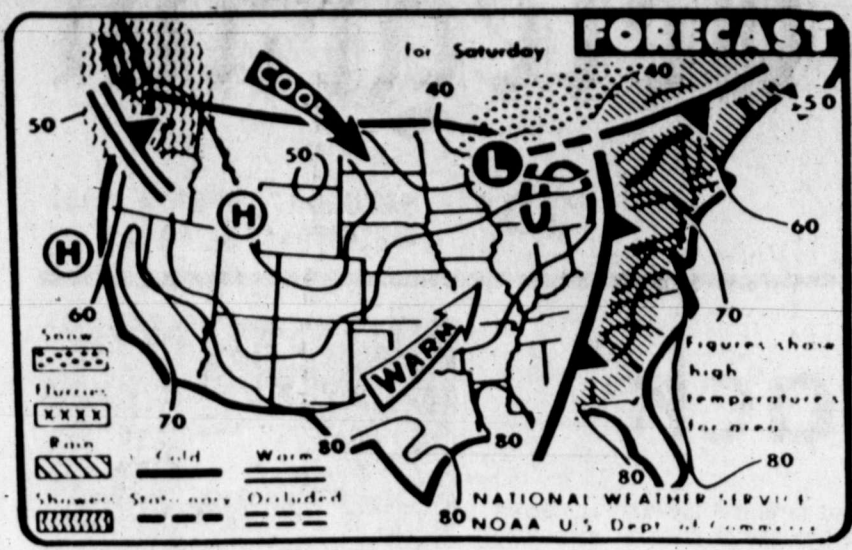 FORECAST
for Saturday
COOL
40
40
50
50
50
L
H
H
60
60
70
WARM
Figures show
high
temperatures
for area
Snow
Flurries
Rain
Showers
70
80
80
80
80
80
Cold
Warm
Stationary
Occluded
NATIONAL WEATHER SERVICE
NOAA U.S. Dept. of Commerce